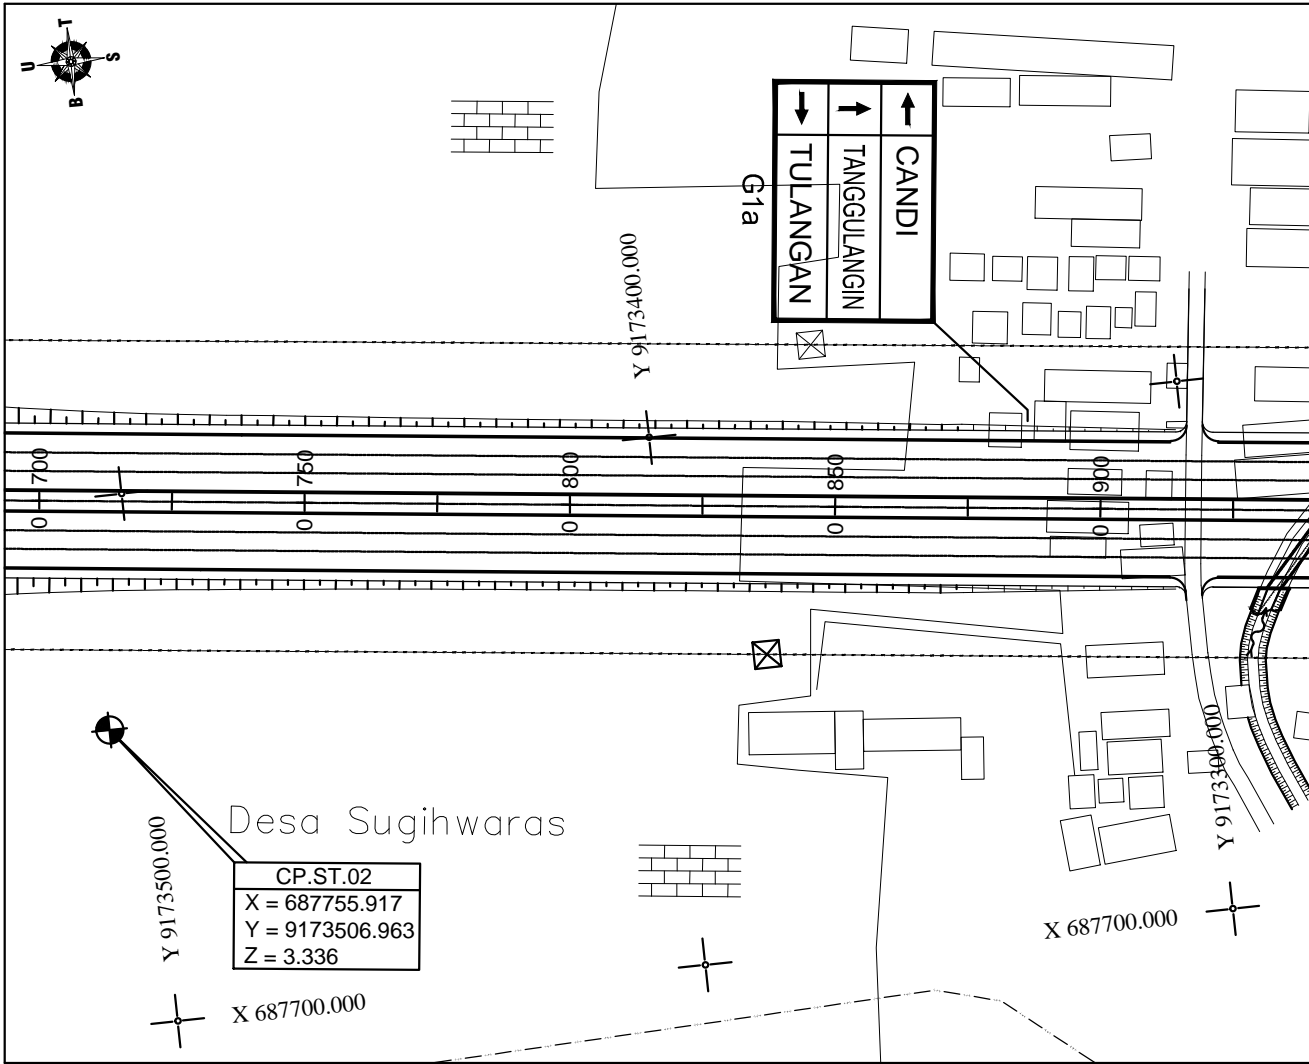 T
U
S
B
CANDI
TANGGULANGIN
TULANGAN
G1a
Y 9173400.000
700
750
800
850
900
0
0
0
0
0
Desa Sugihwaras
CP.ST.02
X = 687755.917
Y = 9173506.963
Z = 3.336
Y 9173500.000
X 687700.000
Y 9173300.000
X 687700.000